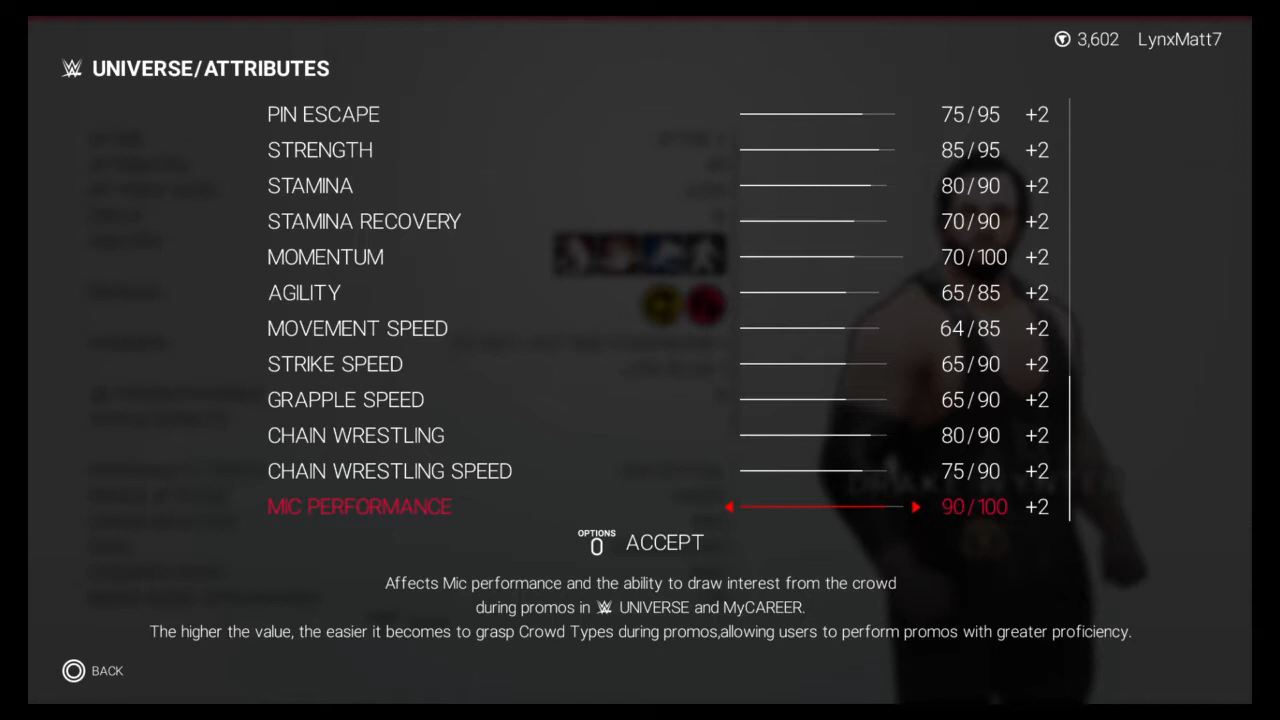 3,602 LynxMatt7
UNIVERSE/ATTRIBUTES
PIN ESCAPE 75/95 +2
STRENGTH 85/95 +2
STAMINA 80/90 +2
STAMINA RECOVERY 70/90 +2
MOMENTUM 70/100 +2
AGILITY 65/85 +2
MOVEMENT SPEED 64/85 +2
STRIKE SPEED 65/90 +2
GRAPPLE SPEED 65/90 +2
CHAIN WRESTLING 80/90 +2
CHAIN WRESTLING SPEED 75/90 +2
MIC PERFORMANCE 90/100 +2
OPTIONS ACCEPT
Affects Mic performance and the ability to draw interest from the crowd
during promos in W UNIVERSE and MyCAREER.
The higher the value, the easier it becomes to grasp Crowd Types during promos,allowing users to perform promos with greater proficiency.
BACK